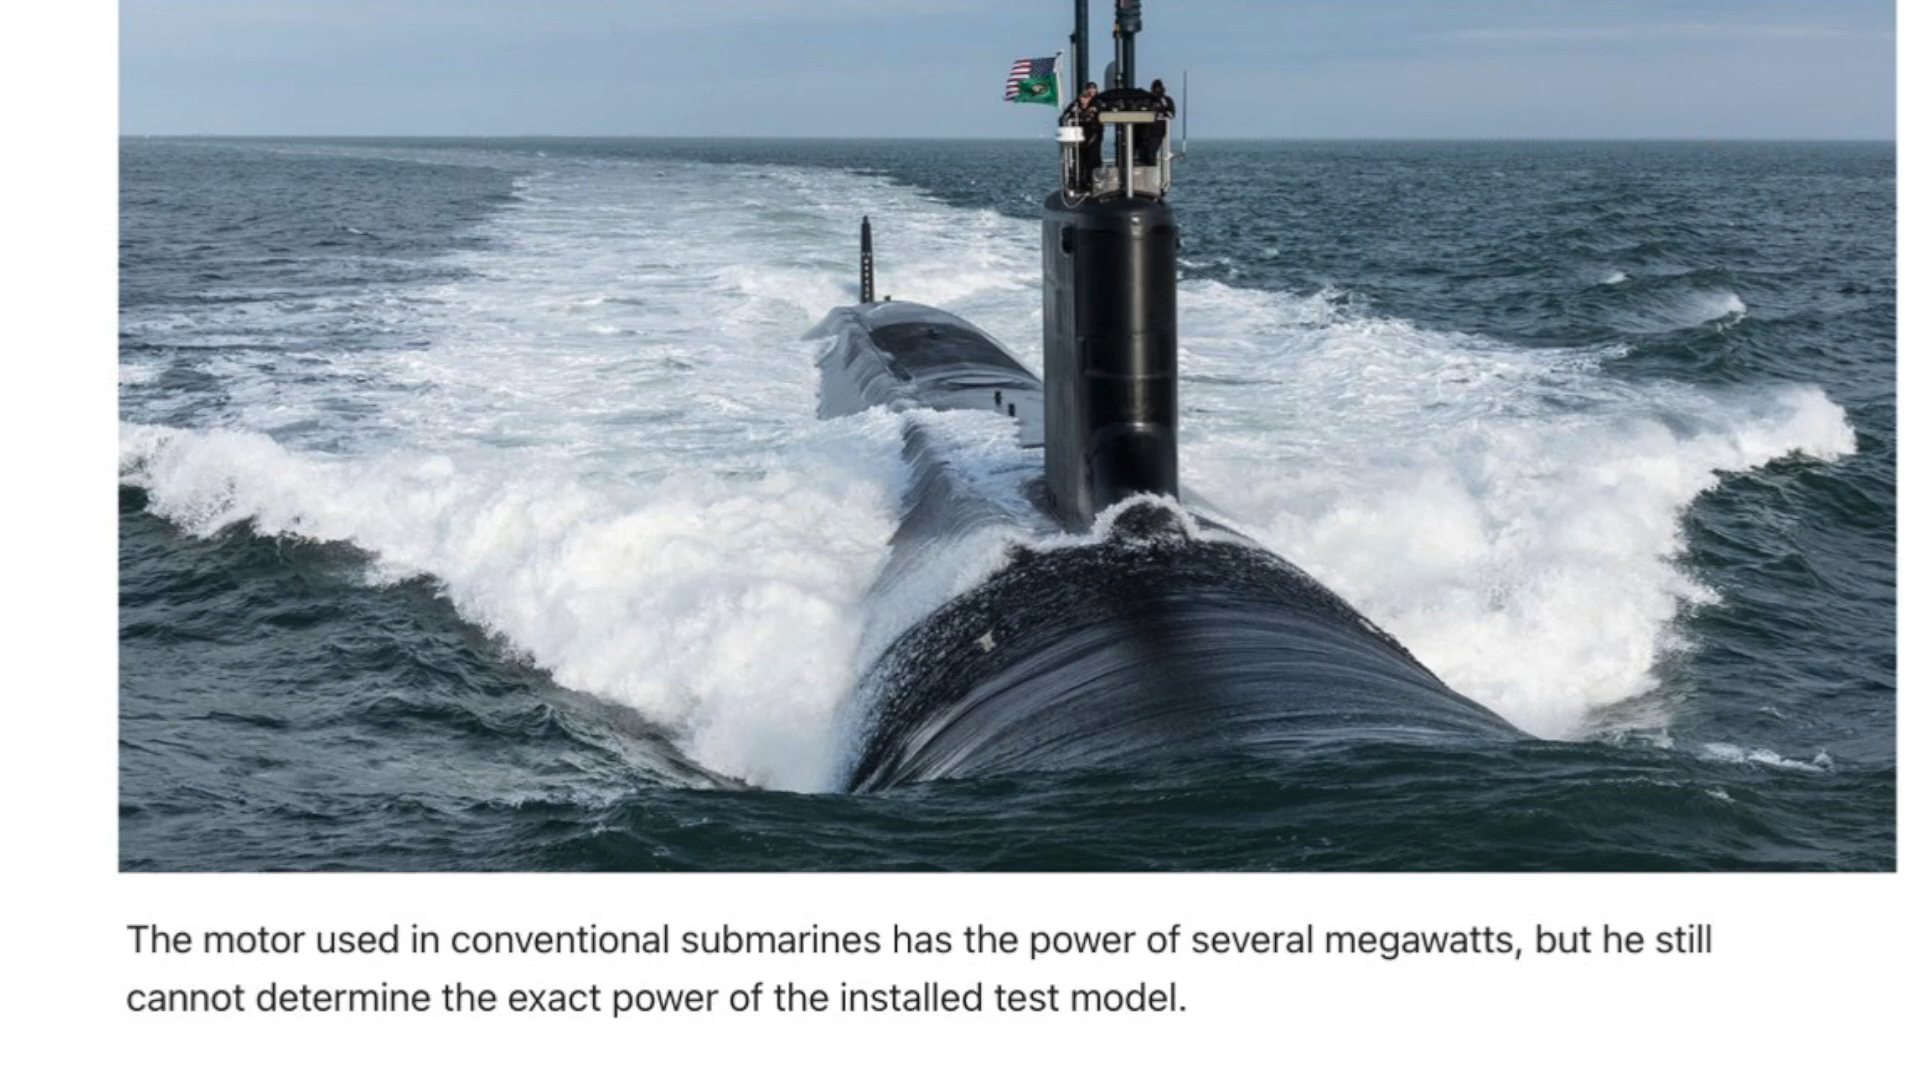 The motor used in conventional submarines has the power of several megawatts, but he still
cannot determine the exact power of the installed test model.